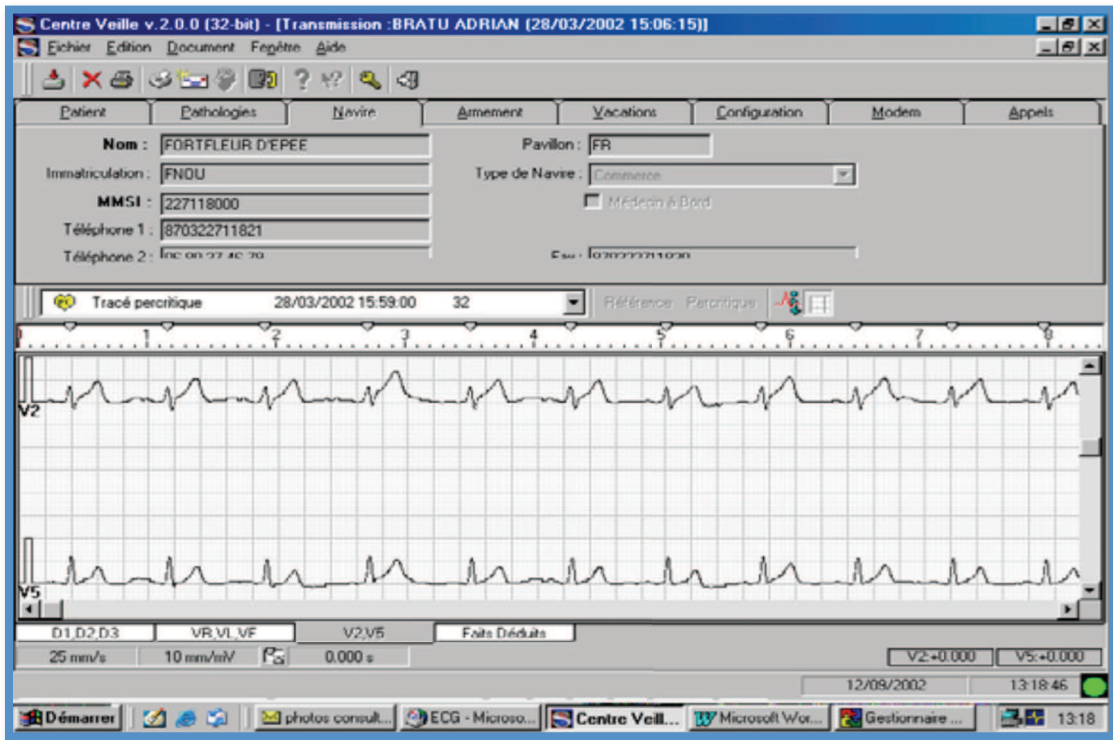 Centre Veille v.2.0.0 (32-bit) - [Transmission :BRATU ADRIAN (28/03/2002 15:06:15)]
Fichier Edition Document Fenêtre Aide
Patient Pathologies Navire Armement Vacations Configuration Modem Appels
Nom : FORTFLEUR D'EPEE Pavillon : FR
Immatriculation : FNOU Type de Navire : Commerce
MMSI : 227118000 Médecin à Bord
Téléphone 1 : 870322711821
Téléphone 2 : Fax :
Tracé percritique 28/03/2002 15:59:00 32 Référence Percritique
1 2 3 4 5 6 7 8
V2
V5
D1,D2,D3 VR,VL,VF V2,V5 Faits Déduits
25 mm/s 10 mm/mV 0.000 s V2:+0.000 V5:+0.000
12/09/2002 13:18:46
Démarrer photos consult... ECG - Microso... Centre Veill... Microsoft Wor... Gestionnaire ... 13:18